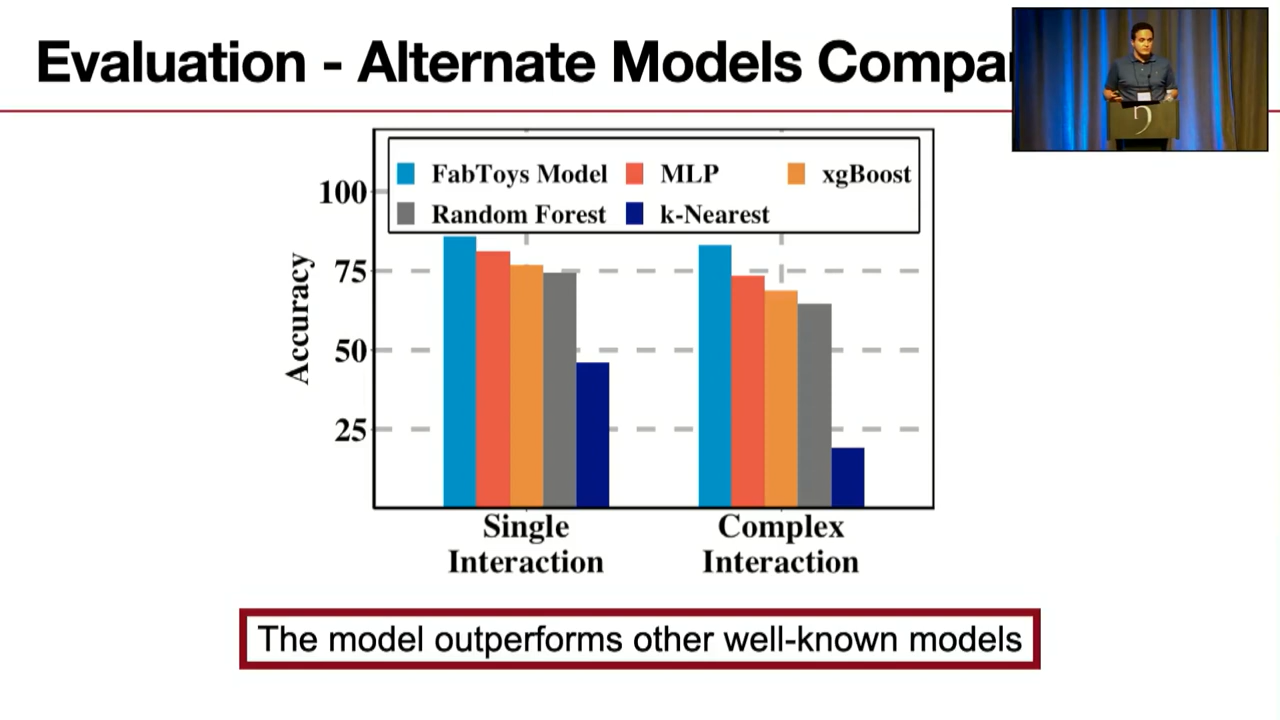 Evaluation - Alternate Models Compar
FabToys Model MLP xgBoost
Random Forest k-Nearest
100
75
50
25
Accuracy
Single Interaction
Complex Interaction
The model outperforms other well-known models